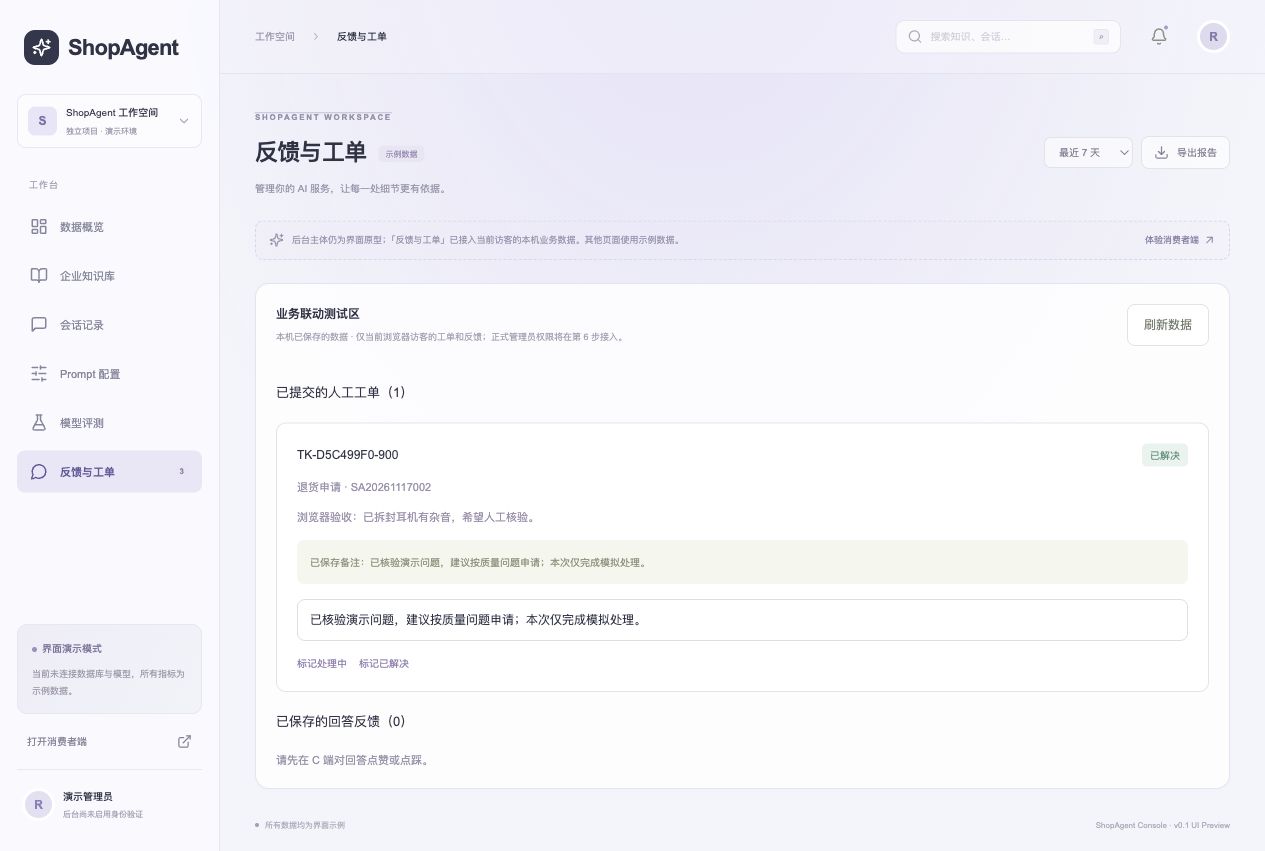 ShopAgent
S
ShopAgent 工作空间
独立项目 · 演示环境
工作台
数据概览
企业知识库
会话记录
Prompt 配置
模型评测
反馈与工单
3
界面演示模式
当前未连接数据库与模型，所有指标为
示例数据。
打开消费者端
R
演示管理员
后台尚未启用身份验证
工作空间
反馈与工单
搜索知识、会话...
R
SHOPAGENT WORKSPACE
反馈与工单
示例数据
最近 7 天
导出报告
管理你的 AI 服务，让每一处细节更有依据。
后台主体仍为界面原型；「反馈与工单」已接入当前访客的本机业务数据。其他页面使用示例数据。
体验消费者端
业务联动测试区
本机已保存的数据 · 仅当前浏览器访客的工单和反馈；正式管理员权限将在第 6 步接入。
刷新数据
已提交的人工工单（1）
TK-D5C499F0-900
已解决
退货申请 · SA20261117002
浏览器验收：已拆封耳机有杂音，希望人工核验。
已保存备注：已核验演示问题，建议按质量问题申请；本次仅完成模拟处理。
已核验演示问题，建议按质量问题申请；本次仅完成模拟处理。
标记处理中
标记已解决
已保存的回答反馈（0）
请先在 C 端对回答点赞或点踩。
所有数据均为界面示例
ShopAgent Console · v0.1 UI Preview